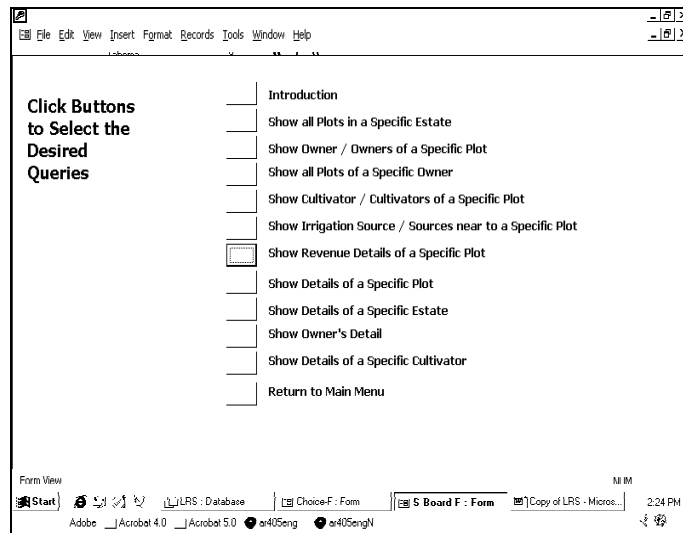 File Edit View Insert Format Records Tools Window Help
Click Buttons
to Select the
Desired
Queries
Introduction
Show all Plots in a Specific Estate
Show Owner / Owners of a Specific Plot
Show all Plots of a Specific Owner
Show Cultivator / Cultivators of a Specific Plot
Show Irrigation Source / Sources near to a Specific Plot
Show Revenue Details of a Specific Plot
Show Details of a Specific Plot
Show Details of a Specific Estate
Show Owner's Detail
Show Details of a Specific Cultivator
Return to Main Menu
Form View NUM
Start LRS : Database Choice-F : Form S Board F : Form Copy of LRS - Micros... 2:24 PM
Adobe Acrobat 4.0 Acrobat 5.0 ar405eng ar405engN